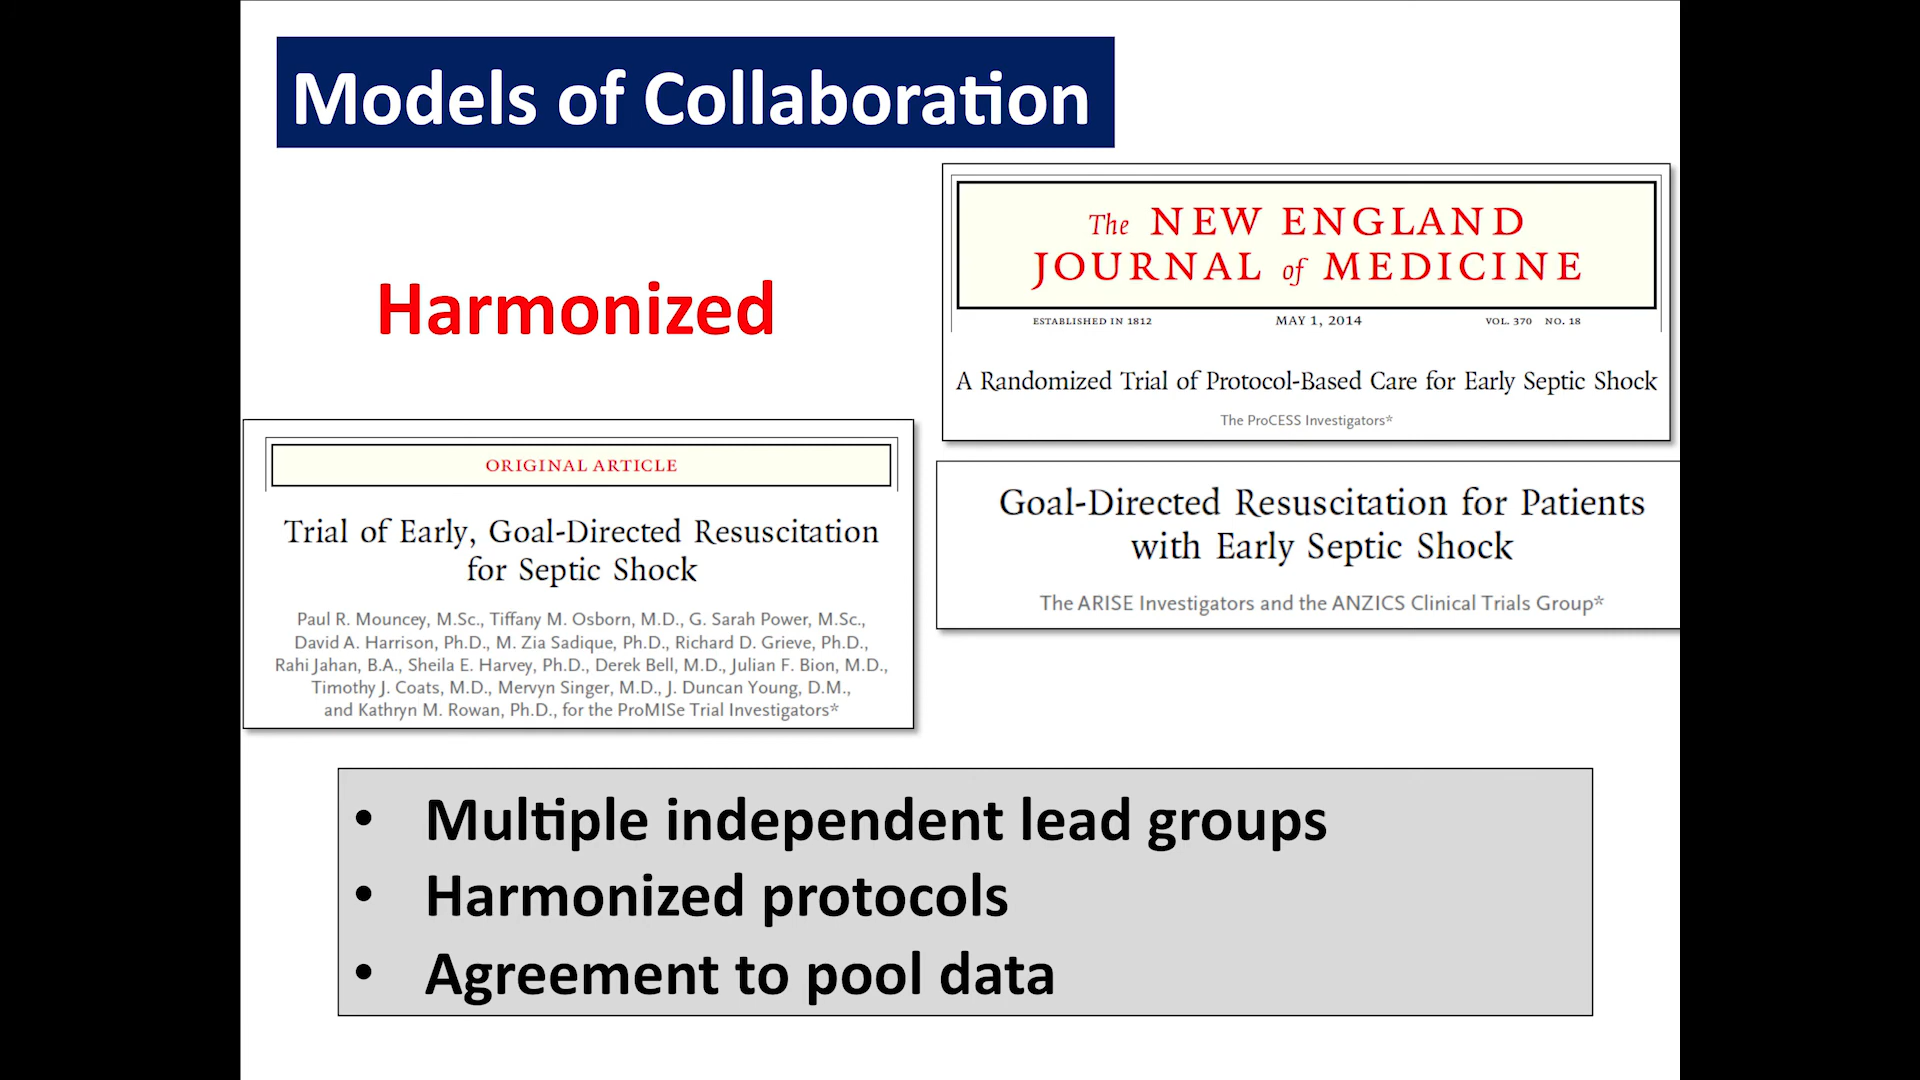 Models of Collaboration
Harmonized
The NEW ENGLAND
JOURNAL of MEDICINE
ESTABLISHED IN 1812 MAY 1, 2014 VOL. 370 NO. 18
A Randomized Trial of Protocol-Based Care for Early Septic Shock
The ProCESS Investigators*
ORIGINAL ARTICLE
Trial of Early, Goal-Directed Resuscitation
for Septic Shock
Paul R. Mouncey, M.Sc., Tiffany M. Osborn, M.D., G. Sarah Power, M.Sc.,
David A. Harrison, Ph.D., M. Zia Sadique, Ph.D., Richard D. Grieve, Ph.D.,
Rahi Jahan, B.A., Sheila E. Harvey, Ph.D., Derek Bell, M.D., Julian F. Bion, M.D.,
Timothy J. Coats, M.D., Mervyn Singer, M.D., J. Duncan Young, D.M.,
and Kathryn M. Rowan, Ph.D., for the ProMISe Trial Investigators*
Goal-Directed Resuscitation for Patients
with Early Septic Shock
The ARISE Investigators and the ANZICS Clinical Trials Group*
• Multiple independent lead groups
• Harmonized protocols
• Agreement to pool data